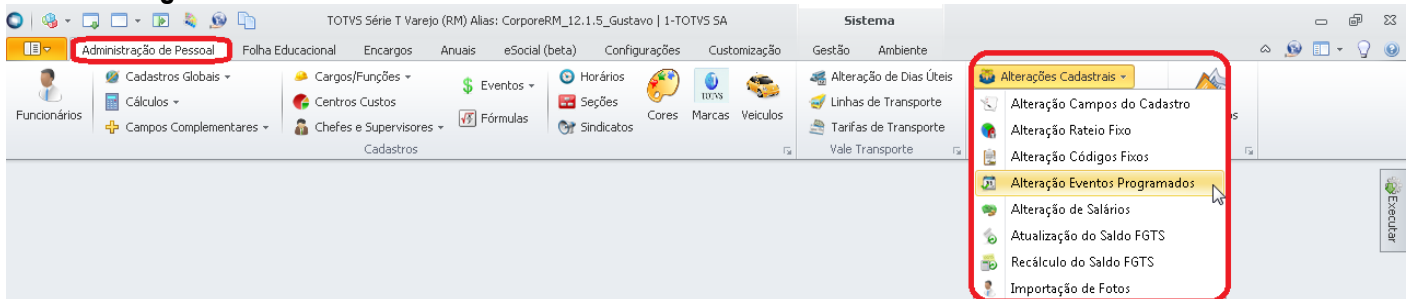 TOTVS Série T Varejo (RM) Alias: CorporeRM_12.1.5_Gustavo | 1-TOTVS SA
Sistema
Administração de Pessoal Folha Educacional Encargos Anuais eSocial (beta) Configurações Customização Gestão Ambiente
Funcionários
Cadastros Globais
Cálculos
Campos Complementares
Cargos/Funções
Centros Custos
Chefes e Supervisores
Eventos
Fórmulas
Horários
Seções
Sindicatos
Cores
TOTVS
Marcas
Veiculos
Cadastros
Alteração de Dias Úteis
Linhas de Transporte
Tarifas de Transporte
Vale Transporte
Alterações Cadastrais
Alteração Campos do Cadastro
Alteração Rateio Fixo
Alteração Códigos Fixos
Alteração Eventos Programados
Alteração de Salários
Atualização do Saldo FGTS
Recálculo do Saldo FGTS
Importação de Fotos
Executar